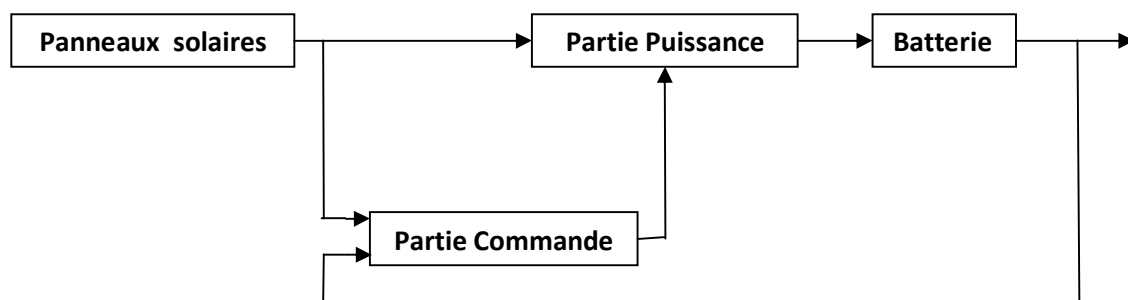 Panneaux solaires
Partie Puissance
Batterie
Partie Commande